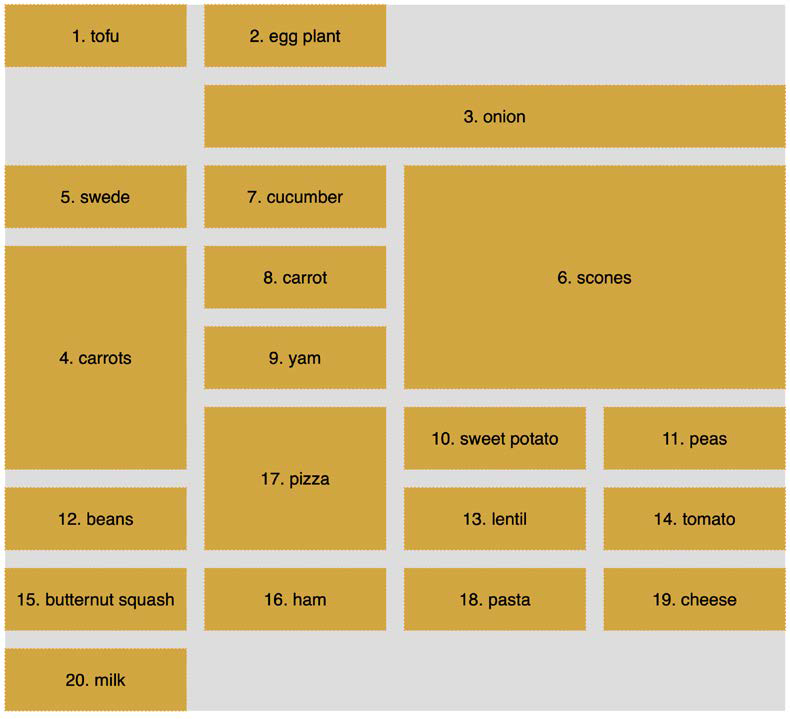 1. tofu
2. egg plant
3. onion
5. swede
7. cucumber
6. scones
4. carrots
8. carrot
9. yam
17. pizza
10. sweet potato
11. peas
12. beans
13. lentil
14. tomato
15. butternut squash
16. ham
18. pasta
19. cheese
20. milk